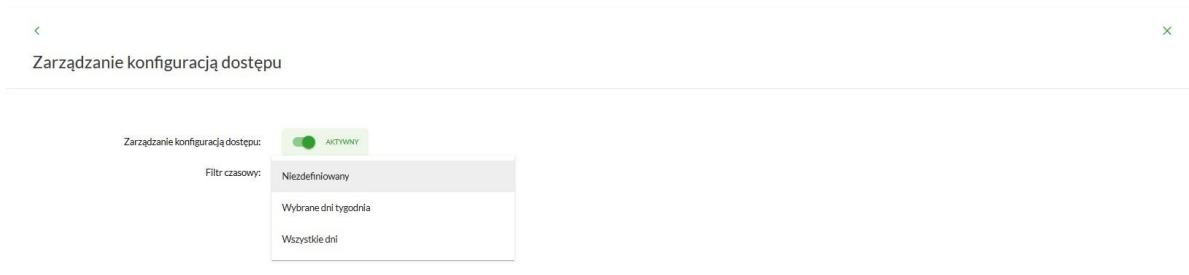 Zarządzanie konfiguracją dostępu
Zarządzanie konfiguracją dostępu: AKTYWNY
Filtr czasowy: Niezdefiniowany
Wybrane dni tygodnia
Wszystkie dni